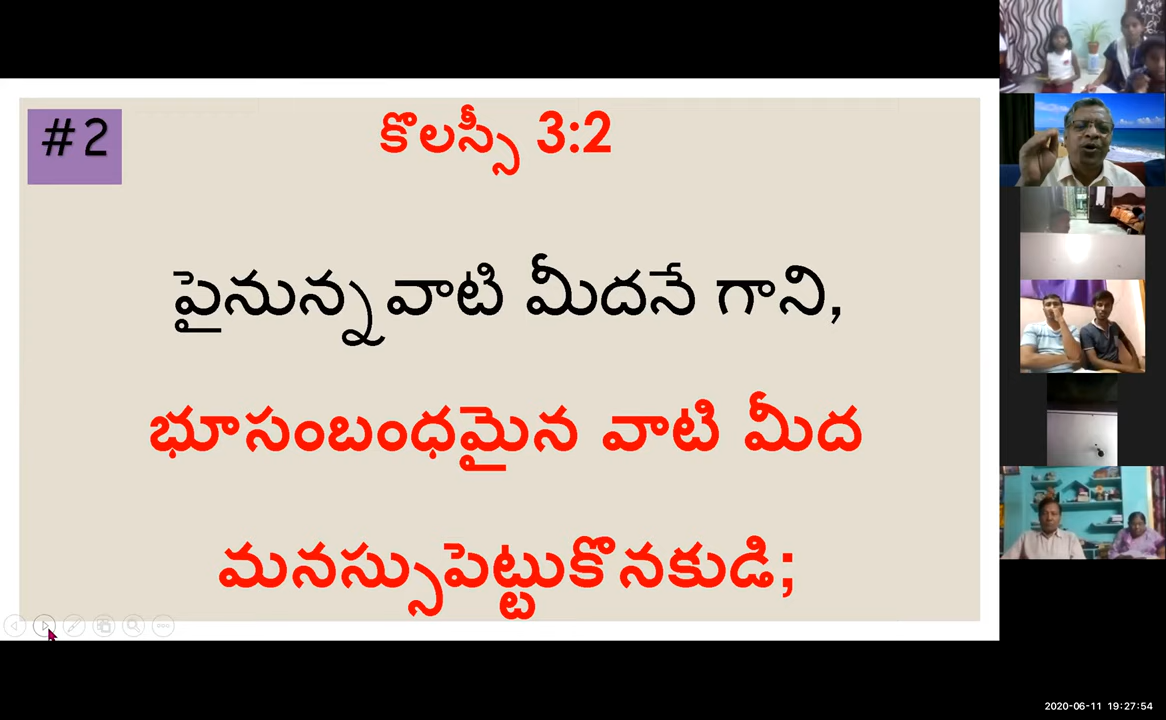 #2
కొలస్సీ 3:2
పైనున్నవాటి మీదనే గాని,
భూసంబంధమైన వాటి మీద
మనస్సుపెట్టుకొనకుడి;
2020-06-11 19:27:54